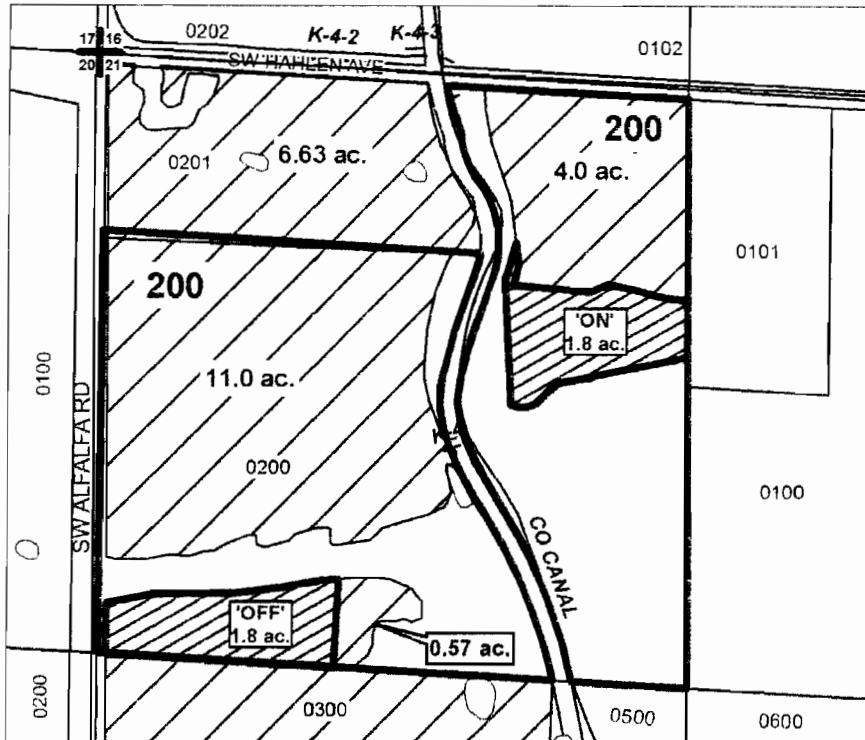 0202
K-4-2
K-4-3
0102
17 16
20 21
SW HAHLEN AVE
200
6.63 ac.
4.0 ac.
0201
0101
200
'ON'
1.8 ac.
11.0 ac.
0100
SW ALFALFA RD
0200
0100
CO CANAL
'OFF'
1.8 ac.
0.57 ac.
0200
0300
0500
0600